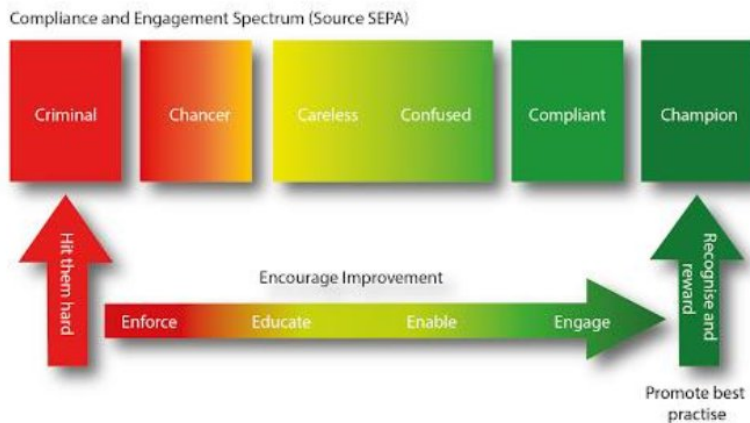 Compliance and Engagement Spectrum (Source SEPA)
Criminal
Chancer
Careless
Confused
Compliant
Champion
Hit them hard
Encourage Improvement
Enforce
Educate
Enable
Engage
Recognise and
reward
Promote best
practise